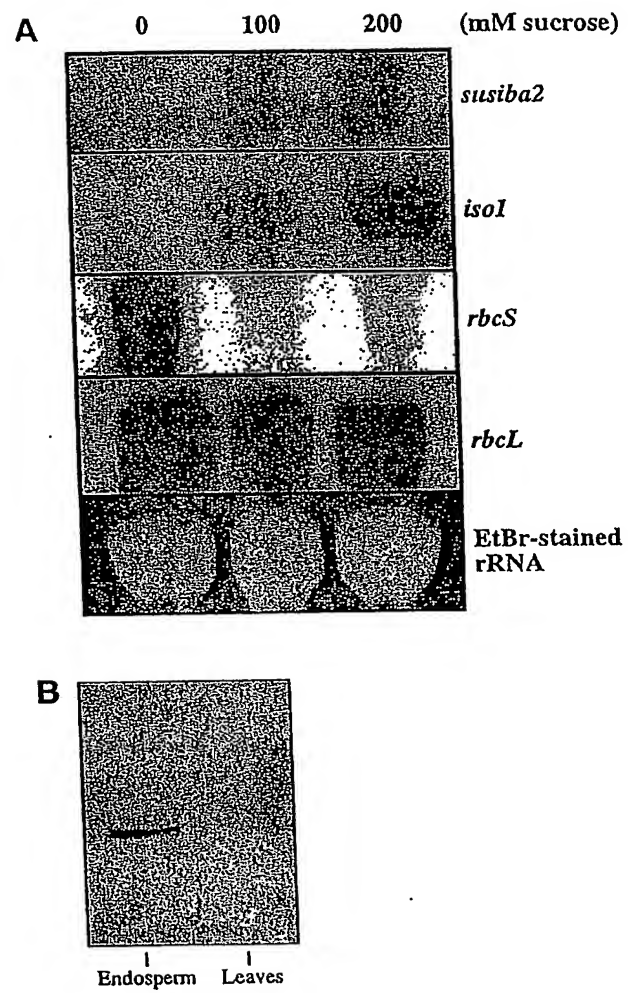 A 0 100 200 (mM sucrose)
susiba2
iso1
rbcS
rbcL
EtBr-stained
rRNA
B
Endosperm Leaves